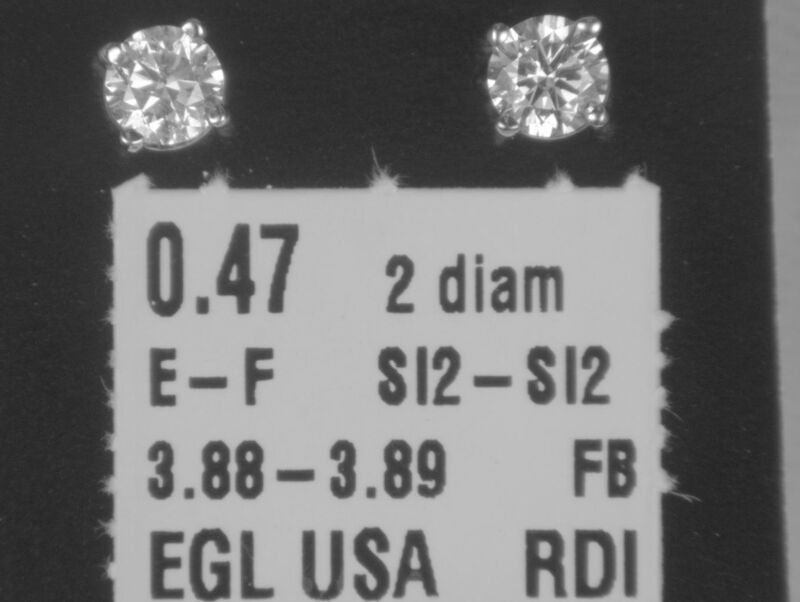 0.47 2 diam
E-F SI2-SI2
3.88-3.89 FB
EGL USA RDI